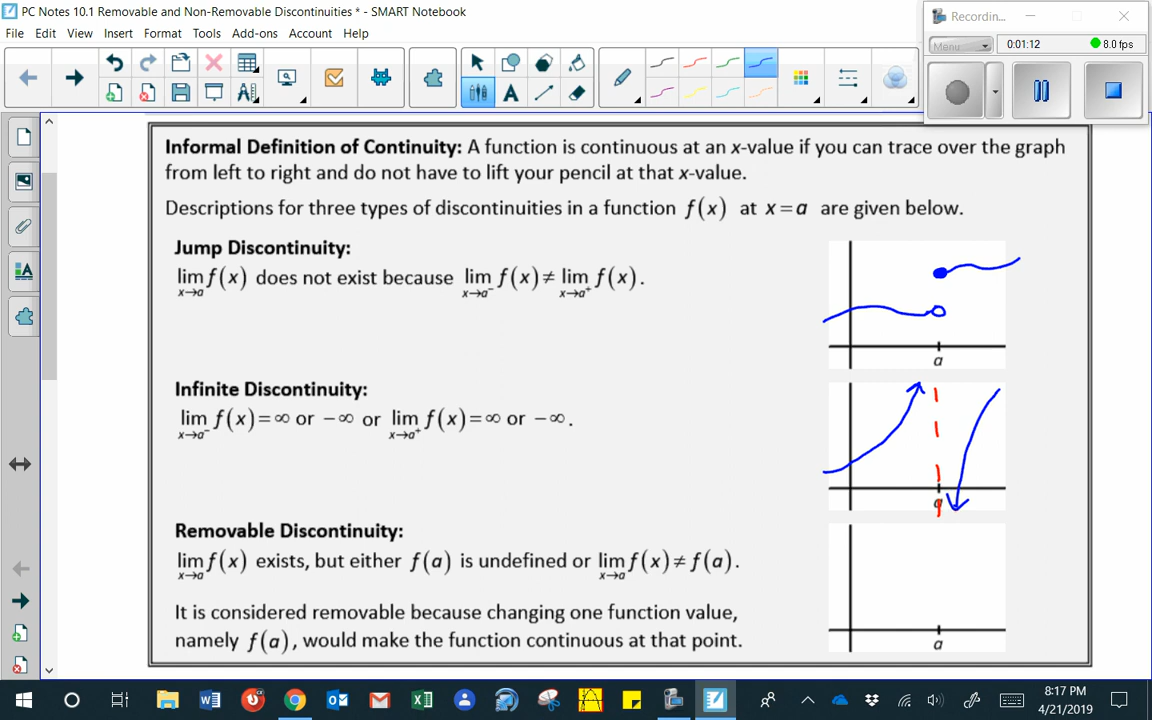 PC Notes 10.1 Removable and Non-Removable Discontinuities * - SMART Notebook
Recordin...
File Edit View Insert Format Tools Add-ons Account Help
Menu 0:01:12 8.0 fps
Informal Definition of Continuity: A function is continuous at an x-value if you can trace over the graph
from left to right and do not have to lift your pencil at that x-value.
Descriptions for three types of discontinuities in a function f(x) at x=a are given below.
Jump Discontinuity:
lim x→a f(x) does not exist because lim x→a⁻ f(x) ≠ lim x→a⁺ f(x).
a
Infinite Discontinuity:
lim x→a⁻ f(x)=∞ or −∞ or lim x→a⁺ f(x)=∞ or −∞.
a
Removable Discontinuity:
lim x→a f(x) exists, but either f(a) is undefined or lim x→a f(x) ≠ f(a).
It is considered removable because changing one function value,
namely f(a), would make the function continuous at that point.
a
8:17 PM
4/21/2019